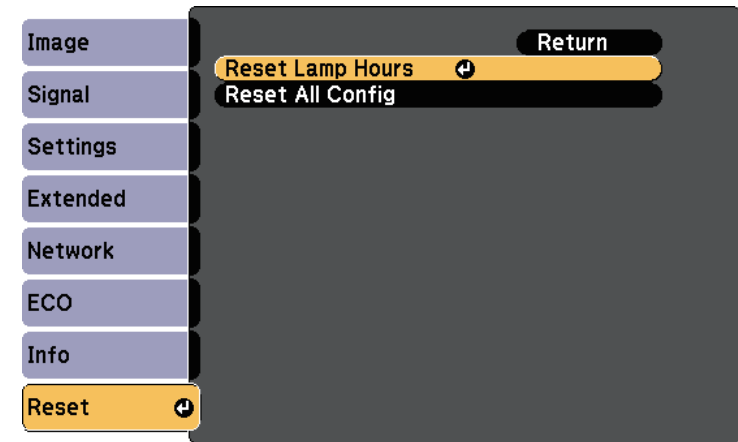 Image
Signal
Settings
Extended
Network
ECO
Info
Reset
Return
Reset Lamp Hours
Reset All Config